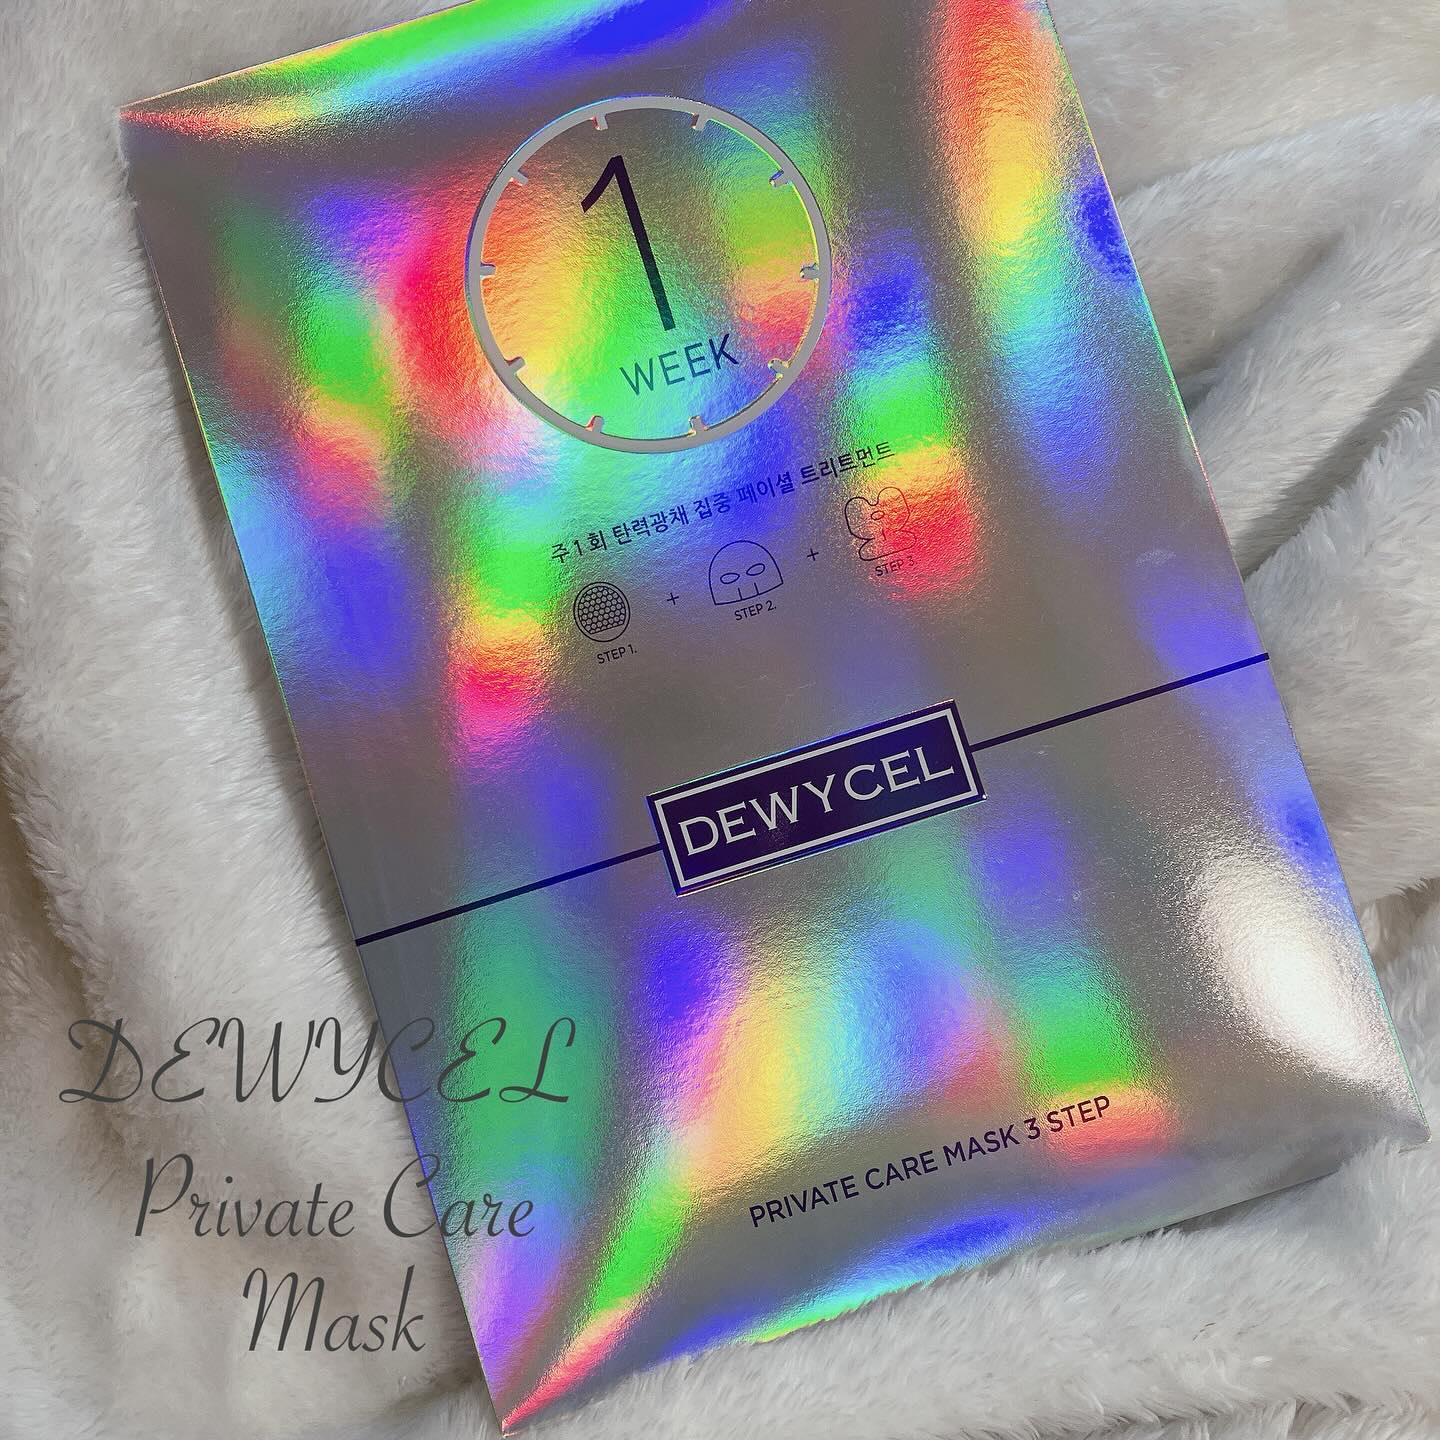 1
WEEK
주 1 회 탄력광채 집중 페이셜 트리트먼트
+
+
STEP 1.
STEP 2.
STEP 3.
DEWYCEL
PRIVATE CARE MASK 3 STEP
DEWYCEL
Private Care
Mask